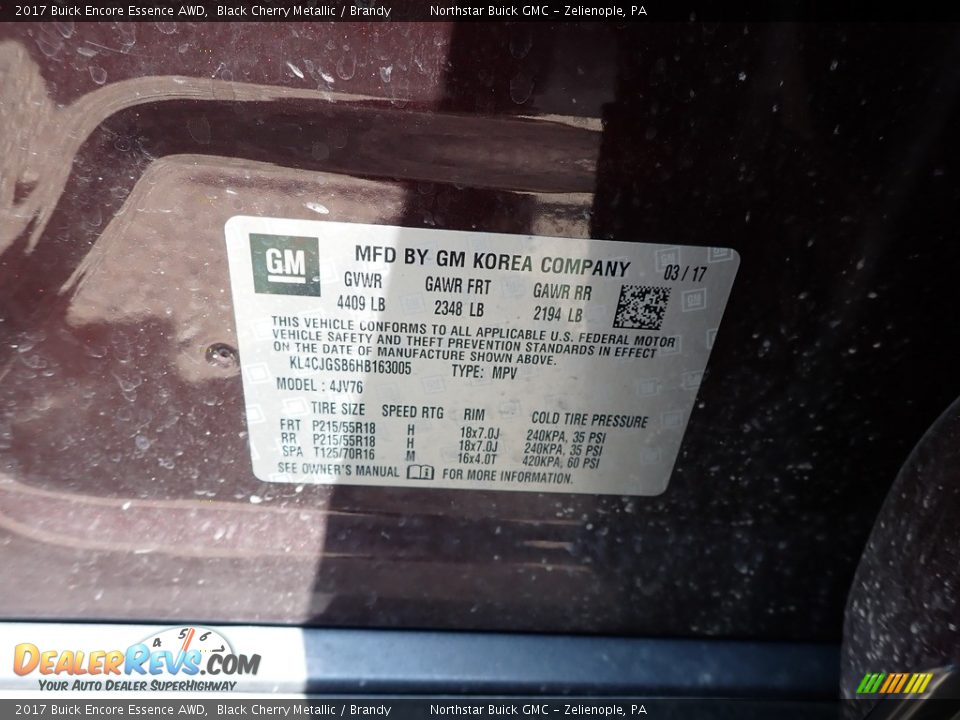 2017 Buick Encore Essence AWD, Black Cherry Metallic / Brandy Northstar Buick GMC - Zelienople, PA
GM
MFD BY GM KOREA COMPANY 03 / 17
GVWR GAWR FRT GAWR RR
4409 LB 2348 LB 2194 LB
THIS VEHICLE CONFORMS TO ALL APPLICABLE U.S. FEDERAL MOTOR
VEHICLE SAFETY AND THEFT PREVENTION STANDARDS IN EFFECT
ON THE DATE OF MANUFACTURE SHOWN ABOVE.
KL4CJGSB6HB163005 TYPE: MPV
MODEL : 4JV76
TIRE SIZE SPEED RTG RIM COLD TIRE PRESSURE
FRT P215/55R18 H 18x7.0J 240KPA, 35 PSI
RR P215/55R18 H 18x7.0J 240KPA, 35 PSI
SPA T125/70R16 M 16x4.0T 420KPA, 60 PSI
SEE OWNER'S MANUAL FOR MORE INFORMATION.
4 5 6
DealerRevs.com
Your Auto Dealer SuperHighway
2017 Buick Encore Essence AWD, Black Cherry Metallic / Brandy Northstar Buick GMC - Zelienople, PA